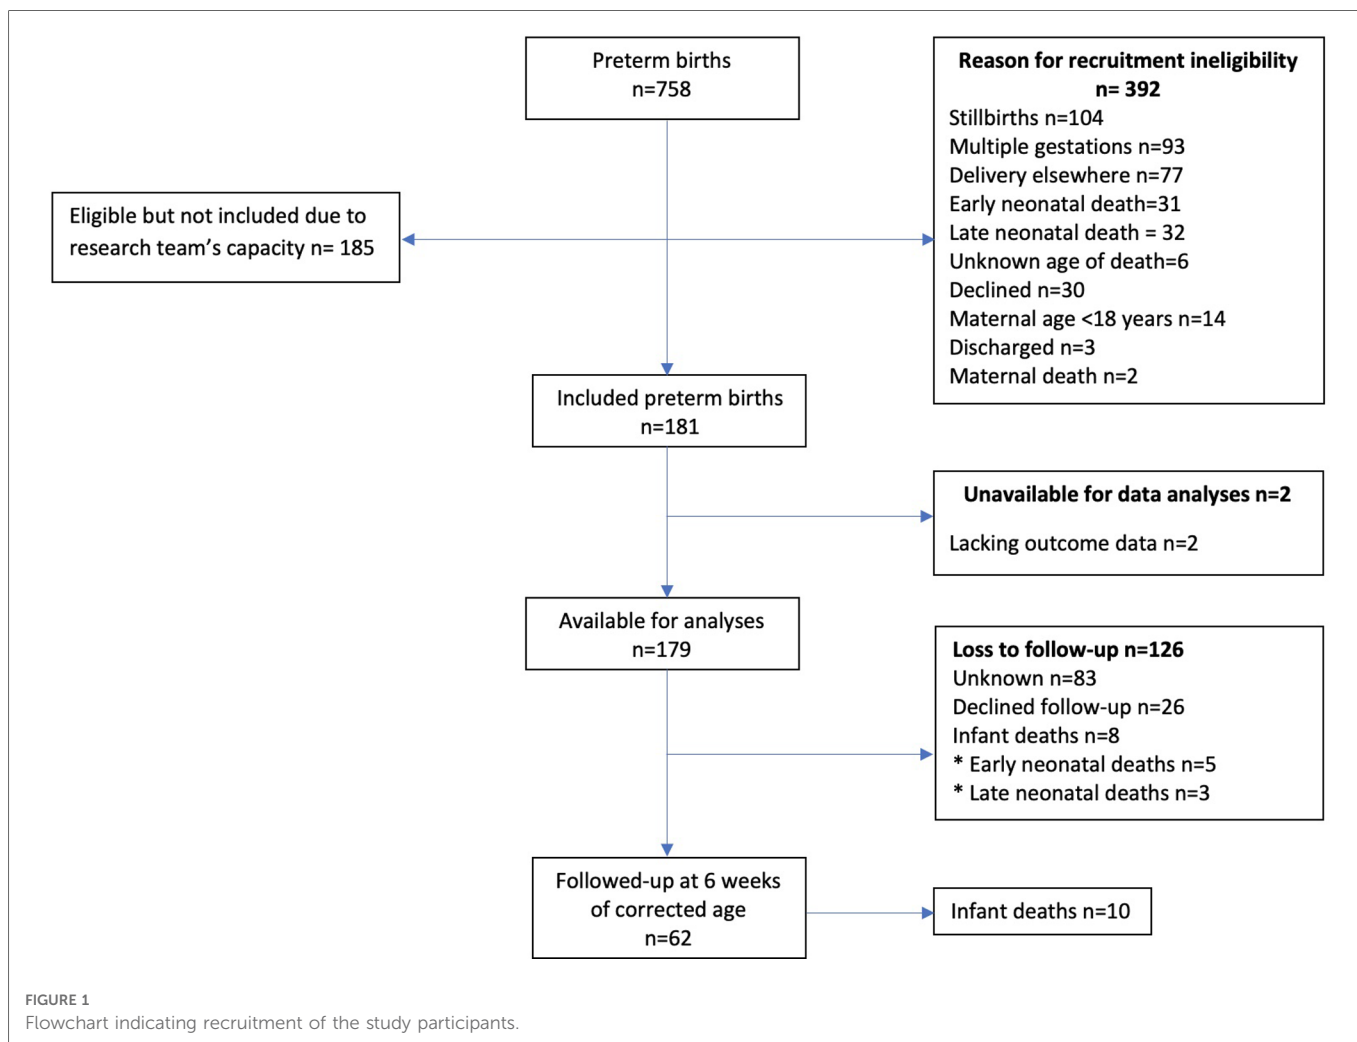 Preterm births
n=758
Reason for recruitment ineligibility
n= 392
Stillbirths n=104
Multiple gestations n=93
Delivery elsewhere n=77
Early neonatal death=31
Late neonatal death = 32
Unknown age of death=6
Declined n=30
Maternal age <18 years n=14
Discharged n=3
Maternal death n=2
Eligible but not included due to
research team’s capacity n= 185
Included preterm births
n=181
Unavailable for data analyses n=2
Lacking outcome data n=2
Available for analyses
n=179
Loss to follow-up n=126
Unknown n=83
Declined follow-up n=26
Infant deaths n=8
* Early neonatal deaths n=5
* Late neonatal deaths n=3
Followed-up at 6 weeks
of corrected age
n=62
Infant deaths n=10
FIGURE 1
Flowchart indicating recruitment of the study participants.